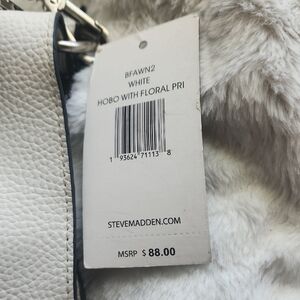 BFAWN2
WHITE
HOBO WITH FLORAL PRI
1 93624 71113 8
STEVEMADDEN.COM
MSRP $ 88.00